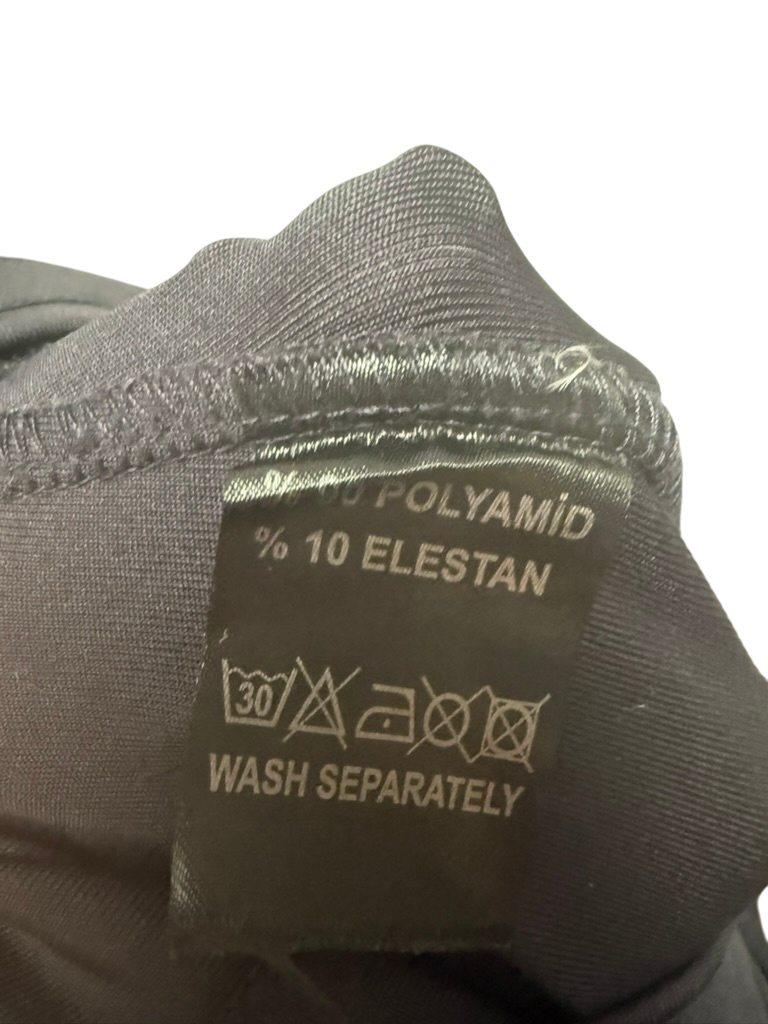 % POLYAMİD
% 10 ELESTAN
30
WASH SEPARATELY